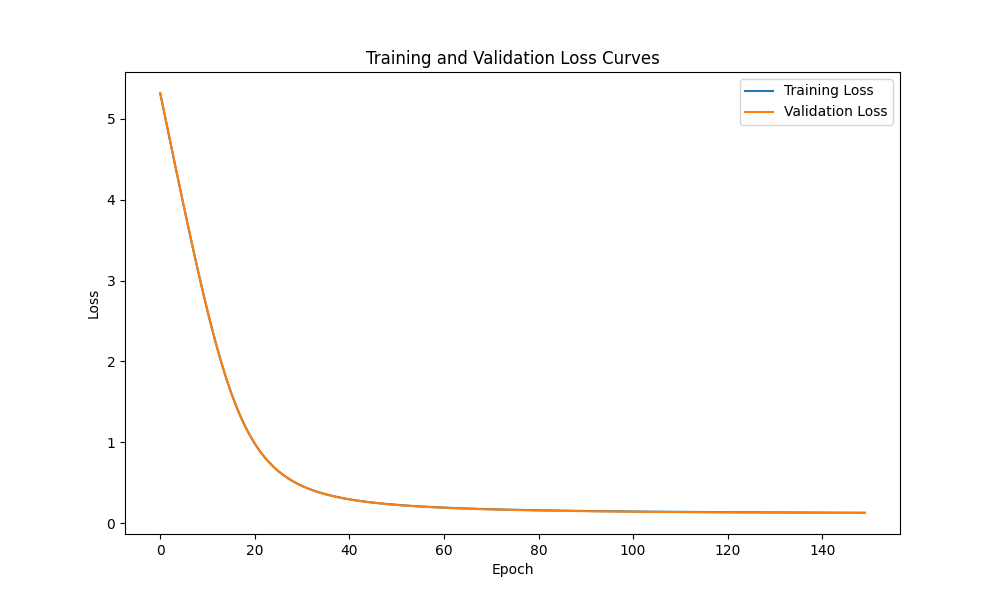 Training and Validation Loss Curves
Training Loss
Validation Loss
5
4
3
2
1
0
Loss
0 20 40 60 80 100 120 140
Epoch